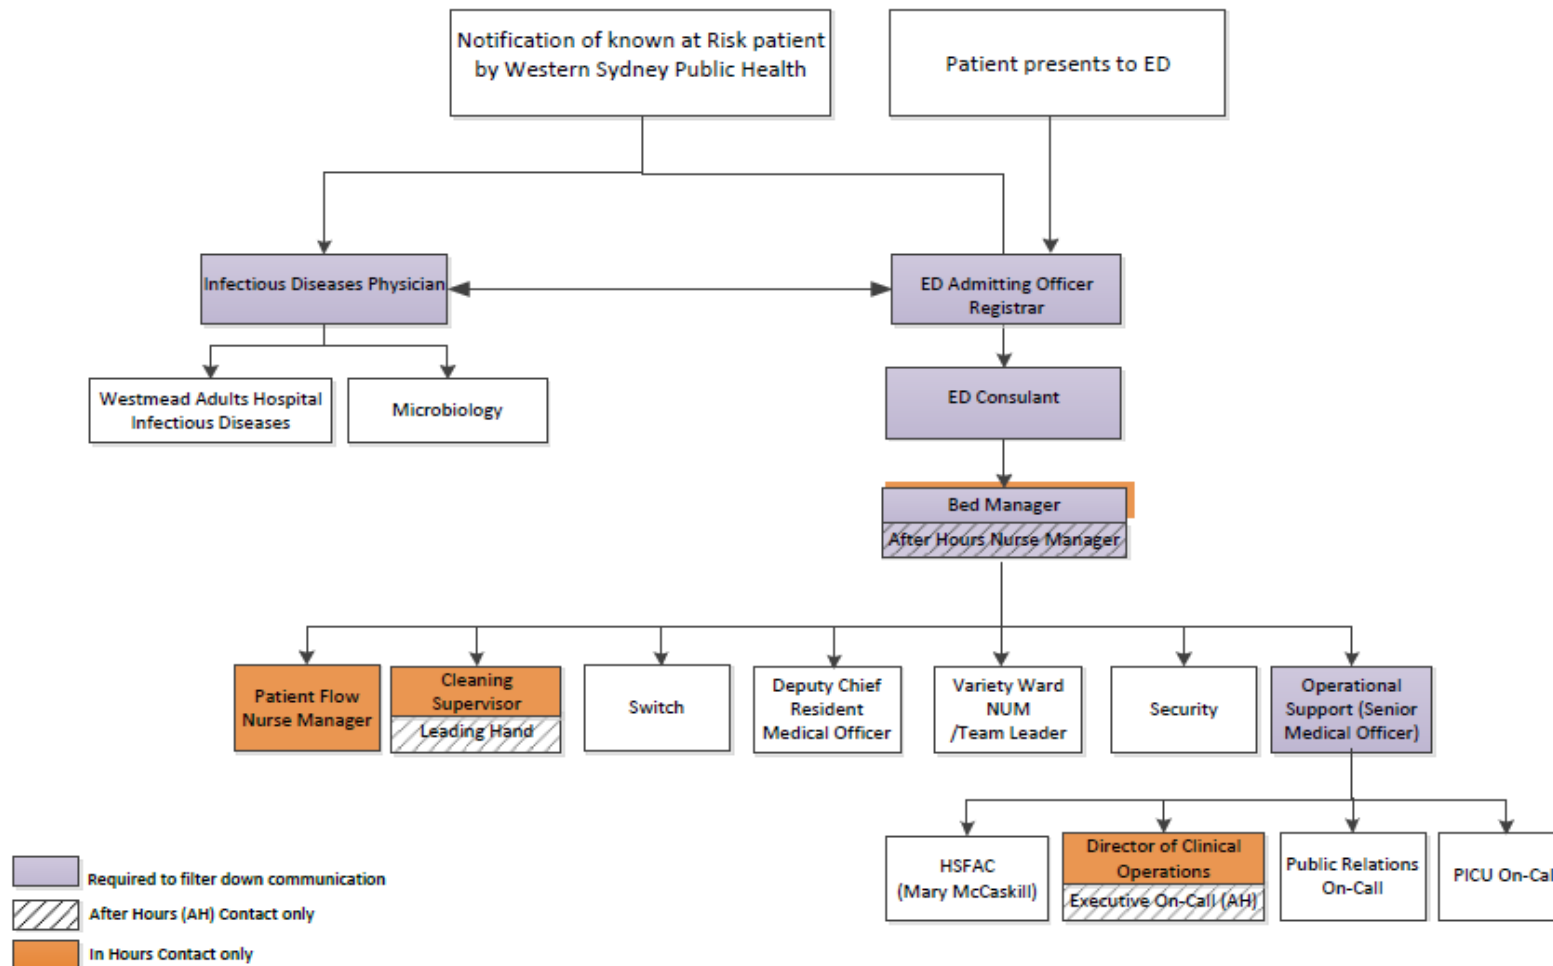 Notification of known at Risk patient
by Western Sydney Public Health
Patient presents to ED
Infectious Diseases Physician
ED Admitting Officer
Registrar
Westmead Adults Hospital
Infectious Diseases
Microbiology
ED Consulant
Bed Manager
After Hours Nurse Manager
Patient Flow
Nurse Manager
Cleaning
Supervisor
Leading Hand
Switch
Deputy Chief
Resident
Medical Officer
Variety Ward
NUM
/Team Leader
Security
Operational
Support (Senior
Medical Officer)
HSFAC
(Mary McCaskill)
Director of Clinical
Operations
Executive On-Call (AH)
Public Relations
On-Call
PICU On-Cal
Required to filter down communication
After Hours (AH) Contact only
In Hours Contact only